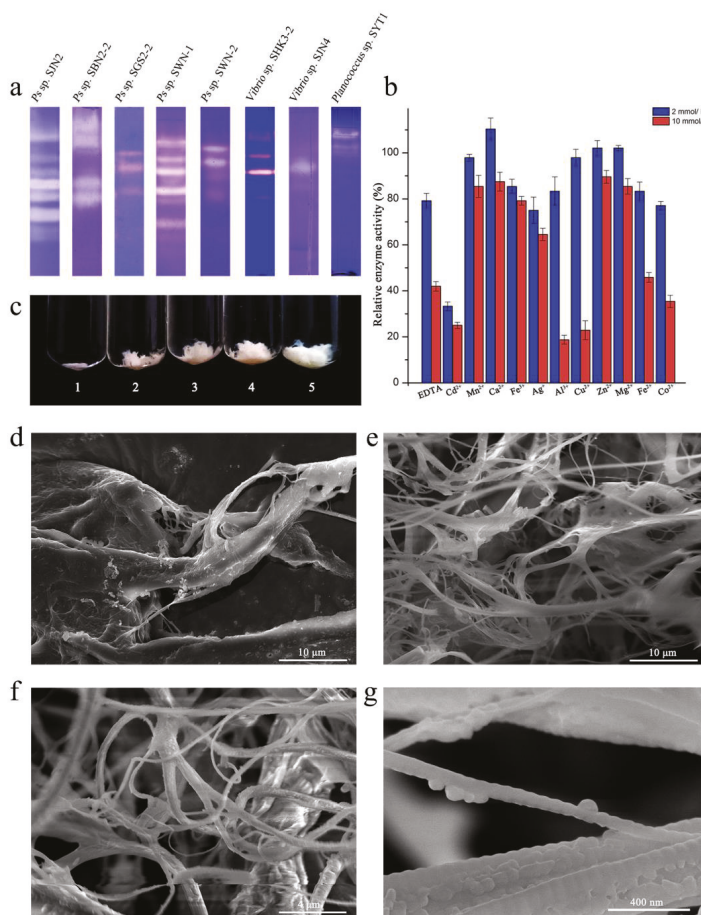 Ps sp. SJN2
Ps sp. SBN2-2
Ps sp. SGS2-2
Ps sp. SWN-1
Ps sp. SWN-2
Vibrio sp. SHK3-2
Vibrio sp. SJN4
Planococcus sp. SYT1
a
b
2 mmol/
10 mmol/
Relative enzyme activity (%)
100
80
60
40
20
0
EDTA
Cd²⁺
Mn²⁺
Ca²⁺
Ag⁺
Al³⁺
Cu²⁺
Zn²⁺
Mg²⁺
Co²⁺
c
1 2 3 4 5
d
10 μm
e
10 μm
f
4 μm
g
400 nm